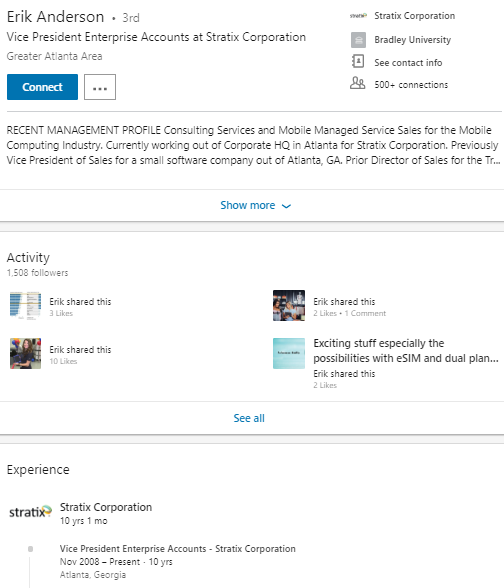 Erik Anderson • 3rd
Vice President Enterprise Accounts at Stratix Corporation
Greater Atlanta Area
Connect
...
stratix
Stratix Corporation
Bradley University
See contact info
500+ connections
RECENT MANAGEMENT PROFILE Consulting Services and Mobile Managed Service Sales for the Mobile
Computing Industry. Currently working out of Corporate HQ in Atlanta for Stratix Corporation. Previously
Vice President of Sales for a small software company out of Atlanta, GA. Prior Director of Sales for the Tr...
Show more
Activity
1,508 followers
Erik shared this
3 Likes
Erik shared this
2 Likes • 1 Comment
Erik shared this
10 Likes
Exciting stuff especially the
possibilities with eSIM and dual plan...
Erik shared this
2 Likes
See all
Experience
stratix
Stratix Corporation
10 yrs 1 mo
Vice President Enterprise Accounts - Stratix Corporation
Nov 2008 – Present · 10 yrs
Atlanta, Georgia